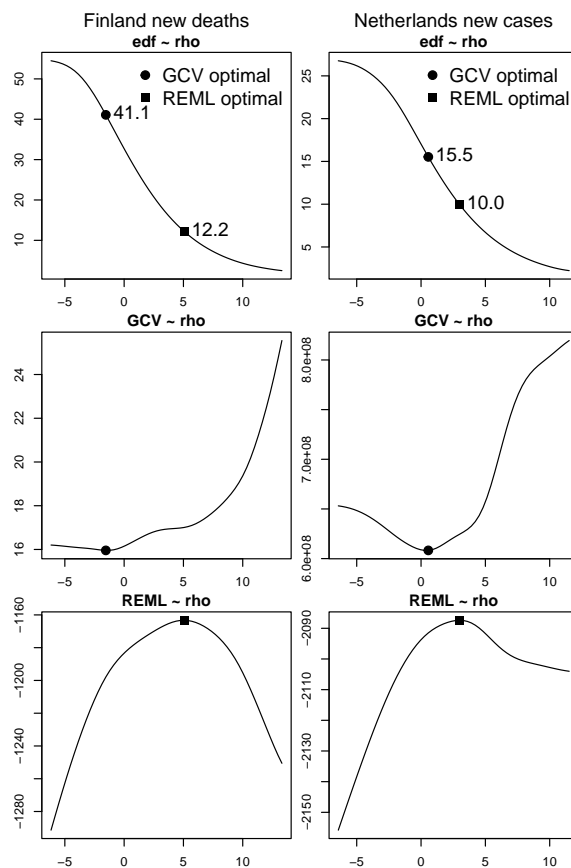 Finland new deaths
edf ~ rho
GCV optimal
REML optimal
41.1
12.2
10 20 30 40 50
−5 0 5 10
Netherlands new cases
edf ~ rho
GCV optimal
REML optimal
15.5
10.0
5 10 15 20 25
−5 0 5 10
GCV ~ rho
16 18 20 22 24
−5 0 5 10
GCV ~ rho
6.0e+08 7.0e+08 8.0e+08
−5 0 5 10
REML ~ rho
−1280 −1240 −1200 −1160
−5 0 5 10
REML ~ rho
−2150 −2130 −2110 −2090
−5 0 5 10